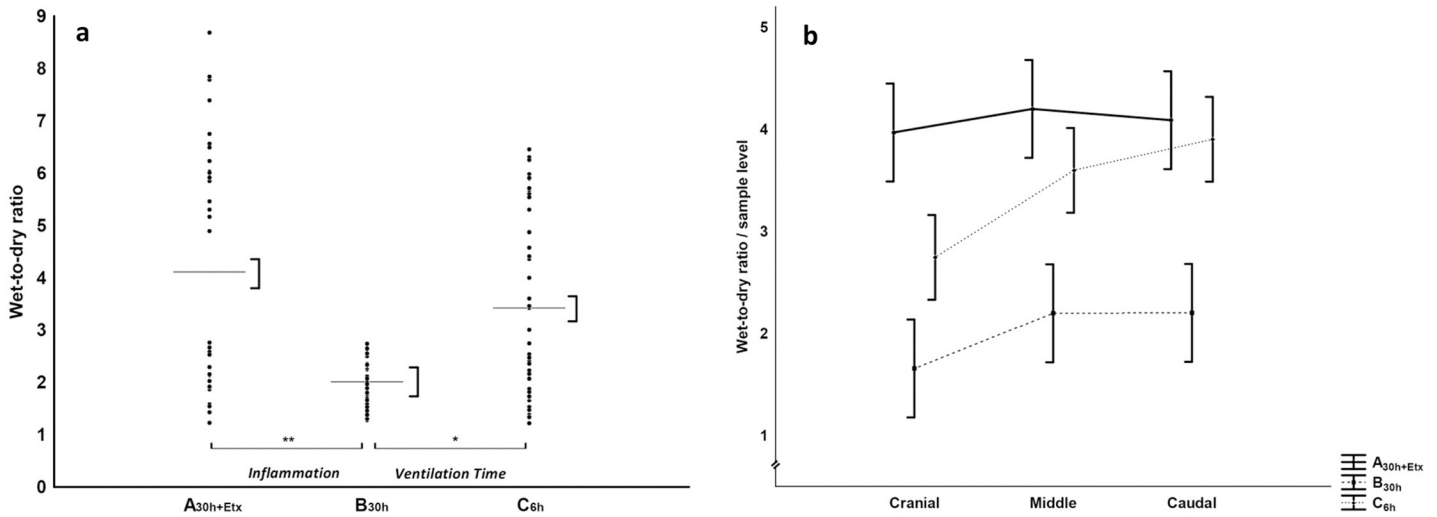 a
Wet-to-dry ratio
9
8
7
6
5
4
3
2
1
0
** *
Inflammation Ventilation Time
A30h+Etx B30h C6h
b
Wet-to-dry ratio / sample level
5
4
3
2
1
Cranial Middle Caudal
A30h+Etx
B30h
C6h